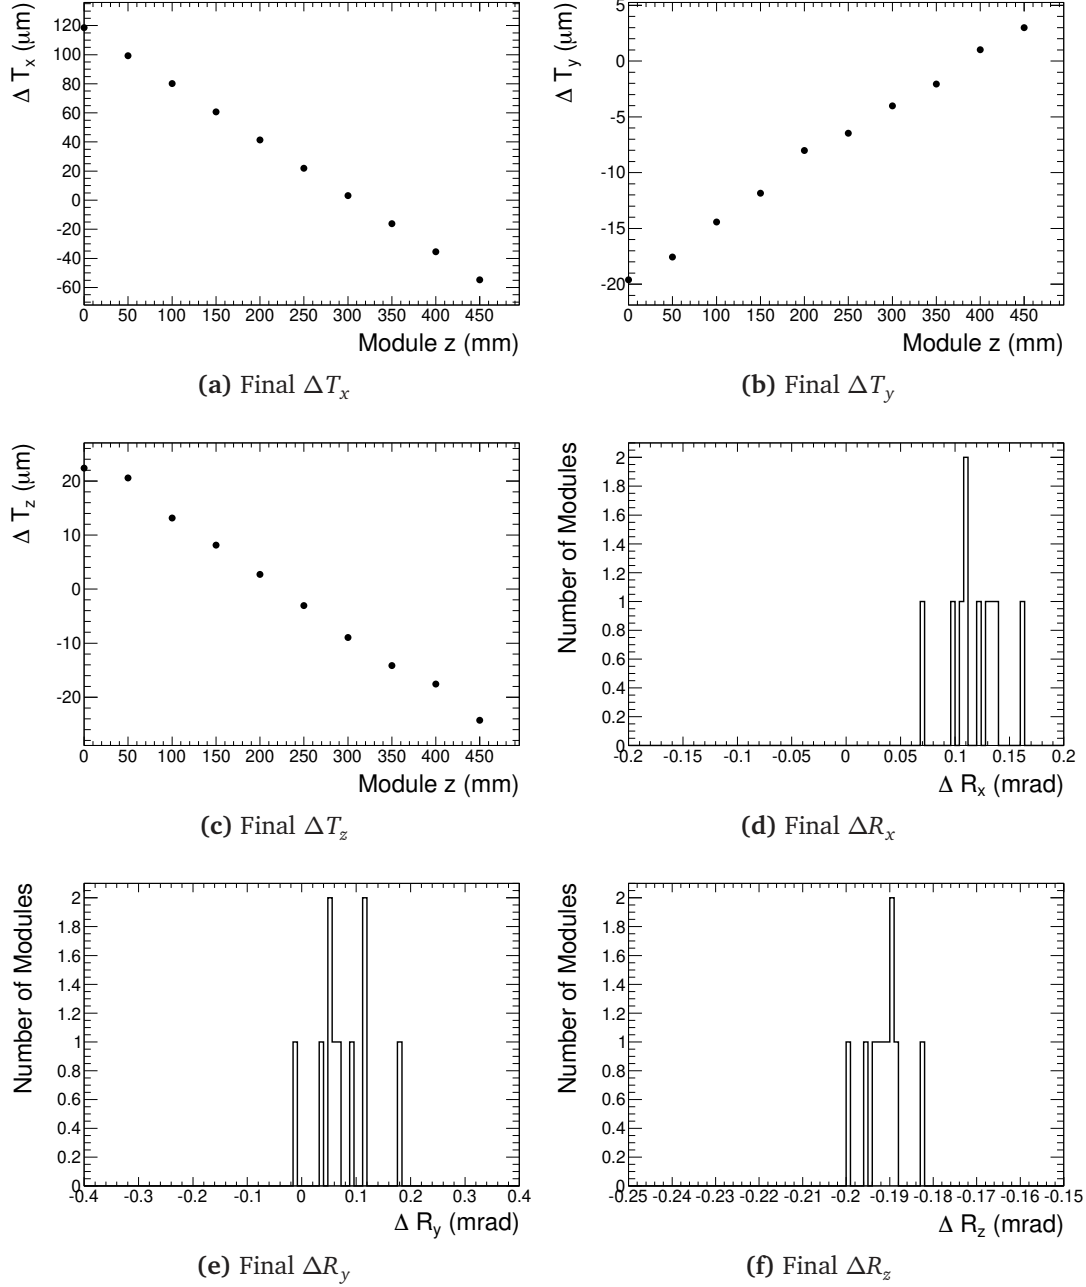 Δ T_x (μm)
120
100
80
60
40
20
0
-20
-40
-60
0 50 100 150 200 250 300 350 400 450
Module z (mm)
(a) Final ΔT_x
Δ T_y (μm)
5
0
-5
-10
-15
-20
0 50 100 150 200 250 300 350 400 450
Module z (mm)
(b) Final ΔT_y
Δ T_z (μm)
20
10
0
-10
-20
0 50 100 150 200 250 300 350 400 450
Module z (mm)
(c) Final ΔT_z
Number of Modules
2
1.8
1.6
1.4
1.2
1
0.8
0.6
0.4
0.2
0
-0.2 -0.15 -0.1 -0.05 0 0.05 0.1 0.15 0.2
Δ R_x (mrad)
(d) Final ΔR_x
Number of Modules
2
1.8
1.6
1.4
1.2
1
0.8
0.6
0.4
0.2
0
-0.4 -0.3 -0.2 -0.1 0 0.1 0.2 0.3 0.4
Δ R_y (mrad)
(e) Final ΔR_y
Number of Modules
2
1.8
1.6
1.4
1.2
1
0.8
0.6
0.4
0.2
0
-0.25 -0.24 -0.23 -0.22 -0.21 -0.2 -0.19 -0.18 -0.17 -0.16 -0.15
Δ R_z (mrad)
(f) Final ΔR_z